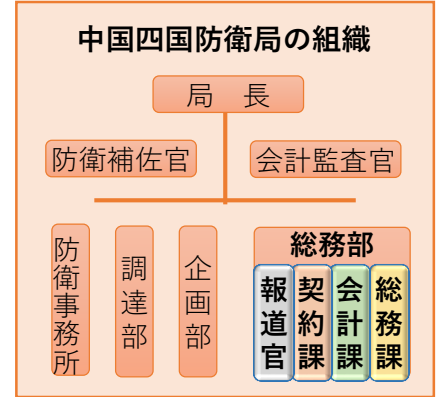 中国四国防衛局の組織
局　長
防衛補佐官
会計監査官
防衛事務所
調達部
企画部
総務部
報道官
契約課
会計課
総務課